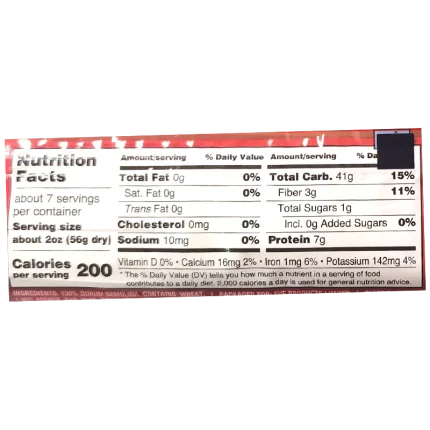 Nutrition
Facts
about 7 servings
per container
Serving size
about 2oz (56g dry)
Calories
per serving 200
Amount/serving % Daily Value
Total Fat 0g 0%
Sat. Fat 0g 0%
Trans Fat 0g
Cholesterol 0mg 0%
Sodium 10mg 0%
Amount/serving % Da
Total Carb. 41g 15%
Fiber 3g 11%
Total Sugars 1g
Incl. 0g Added Sugars 0%
Protein 7g
Vitamin D 0% • Calcium 16mg 2% • Iron 1mg 6% • Potassium 142mg 4%
*The % Daily Value (DV) tells you how much a nutrient in a serving of food
contributes to a daily diet. 2,000 calories a day is used for general nutrition advice.
INGREDIENTS: 100% DURUM SEMOLINA. CONTAINS: WHEAT.